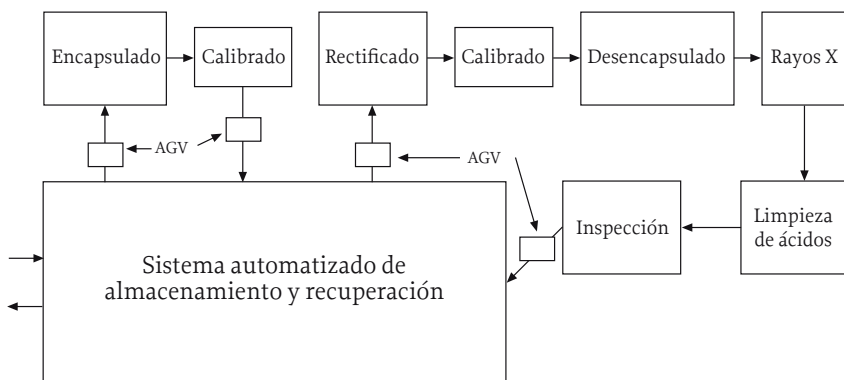 Encapsulado
Calibrado
Rectificado
Calibrado
Desencapsulado
Rayos X
AGV
AGV
Inspección
Limpieza
de ácidos
Sistema automatizado de
almacenamiento y recuperación